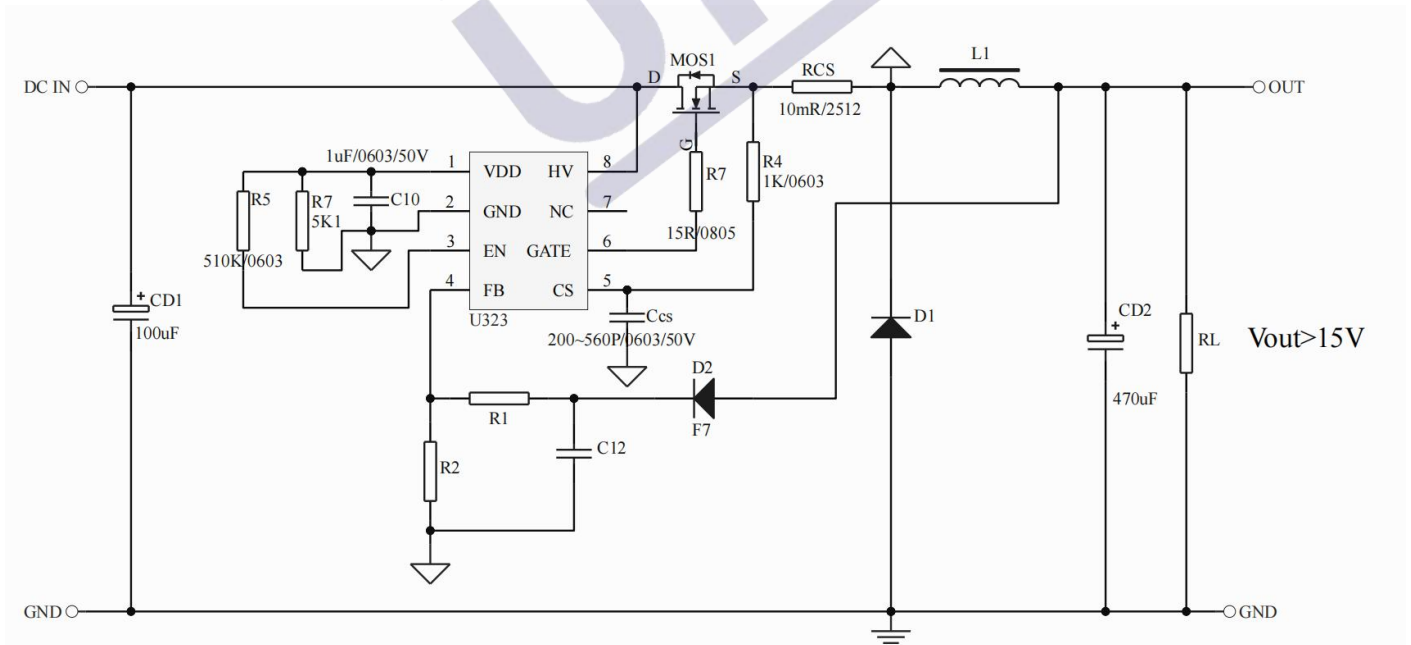 L1
MOS1
D
S
RCS
DC IN
OUT
10mR/2512
G
1uF/0603/50V
1
VDD
HV
8
R4
1K/0603
R5
R7
5K1
C10
R7
2
GND
NC
7
15R/0805
3
EN
GATE
6
510K/0603
4
FB
CS
5
+
CD1
100uF
U323
Ccs
200~560P/0603/50V
D1
+
CD2
RL
Vout>15V
D2
F7
470uF
R1
C12
R2
GND
GND